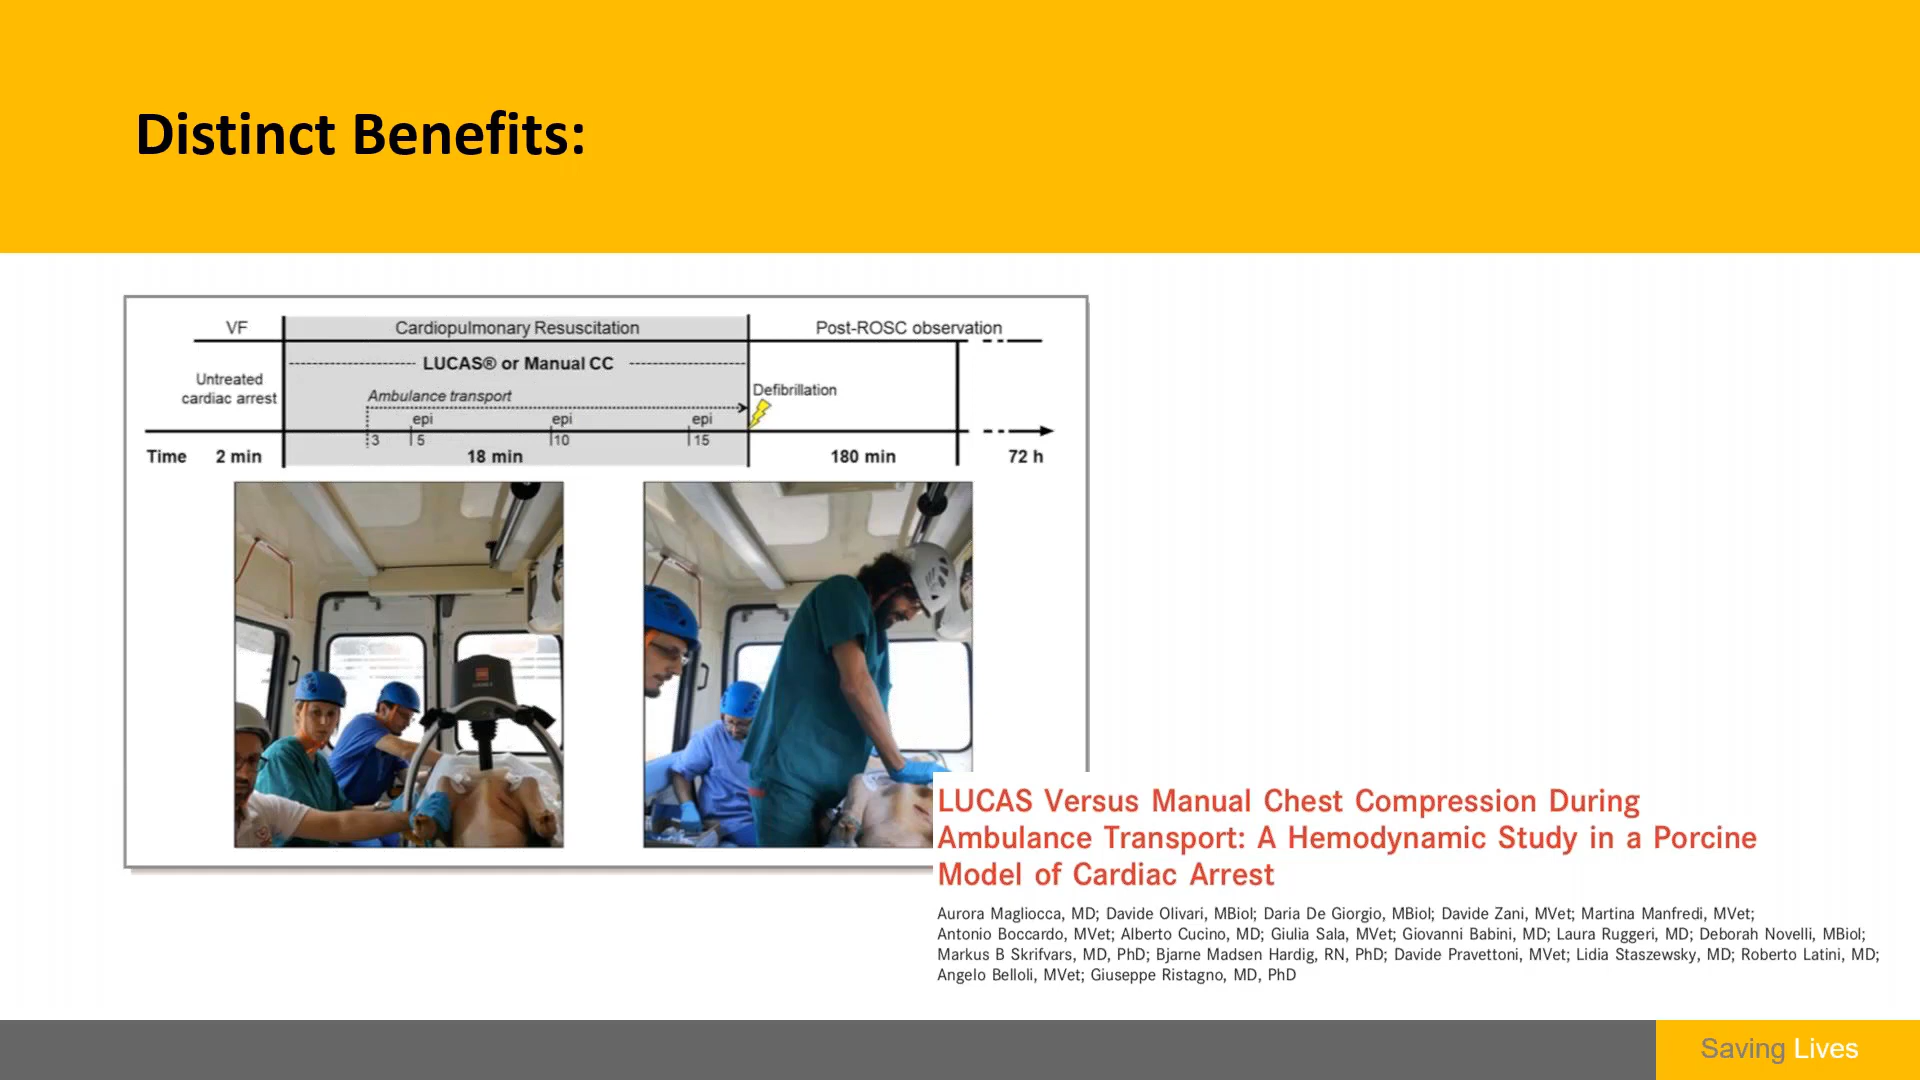 Distinct Benefits:
VF
Cardiopulmonary Resuscitation
Post-ROSC observation
LUCAS® or Manual CC
Untreated
cardiac arrest
Ambulance transport
Defibrillation
epi
epi
epi
3
5
10
15
Time
2 min
18 min
180 min
72 h
LUCAS Versus Manual Chest Compression During
Ambulance Transport: A Hemodynamic Study in a Porcine
Model of Cardiac Arrest
Aurora Magliocca, MD; Davide Olivari, MBiol; Daria De Giorgio, MBiol; Davide Zani, MVet; Martina Manfredi, MVet;
Antonio Boccardo, MVet; Alberto Cucino, MD; Giulia Sala, MVet; Giovanni Babini, MD; Laura Ruggeri, MD; Deborah Novelli, MBiol;
Markus B Skrifvars, MD, PhD; Bjarne Madsen Hardig, RN, PhD; Davide Pravettoni, MVet; Lidia Staszewsky, MD; Roberto Latini, MD;
Angelo Belloli, MVet; Giuseppe Ristagno, MD, PhD
Saving Lives